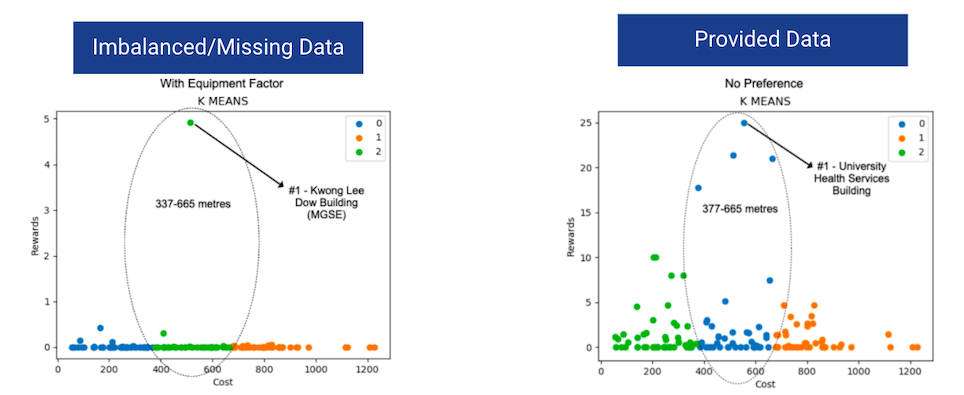 Imbalanced/Missing Data
With Equipment Factor
K MEANS
5
4
3
2
1
0
Rewards
0
1
2
#1 - Kwong Lee
Dow Building
(MGSE)
337-665 metres
0
200
400
600
800
1000
1200
Cost
Provided Data
No Preference
K MEANS
25
20
15
10
5
0
Rewards
0
1
2
#1 - University
Health Services
Building
377-665 metres
0
200
400
600
800
1000
1200
Cost